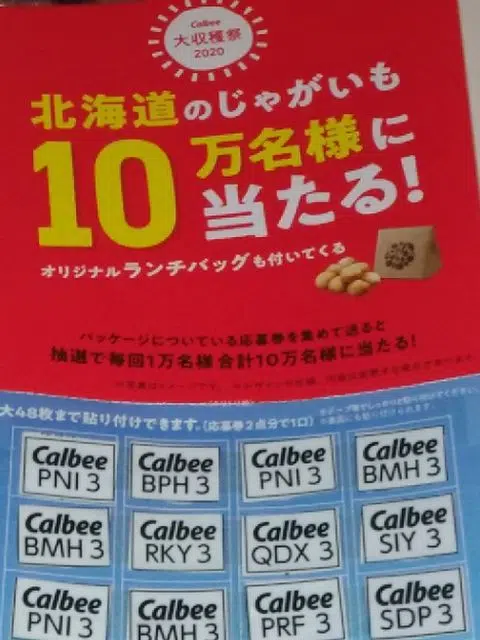 Calbee
大収穫祭
2020
北海道のじゃがいも
10万名様に
当たる!
オリジナルランチバッグも付いてくる
パッケージについている応募券を集めて送ると
抽選で毎回1万名様 合計10万名様に当たる!
大48枚まで貼り付けできます。(応募券2点分で1口)
Calbee Calbee Calbee Calbee
PNI 3 BPH 3 PNI 3 BMH 3
Calbee Calbee Calbee Calbee
BMH 3 RKY 3 QDX 3 SIY 3
Calbee Calbee Calbee Calbee
PNI 3 BMH 3 PRF 3 SDP 3